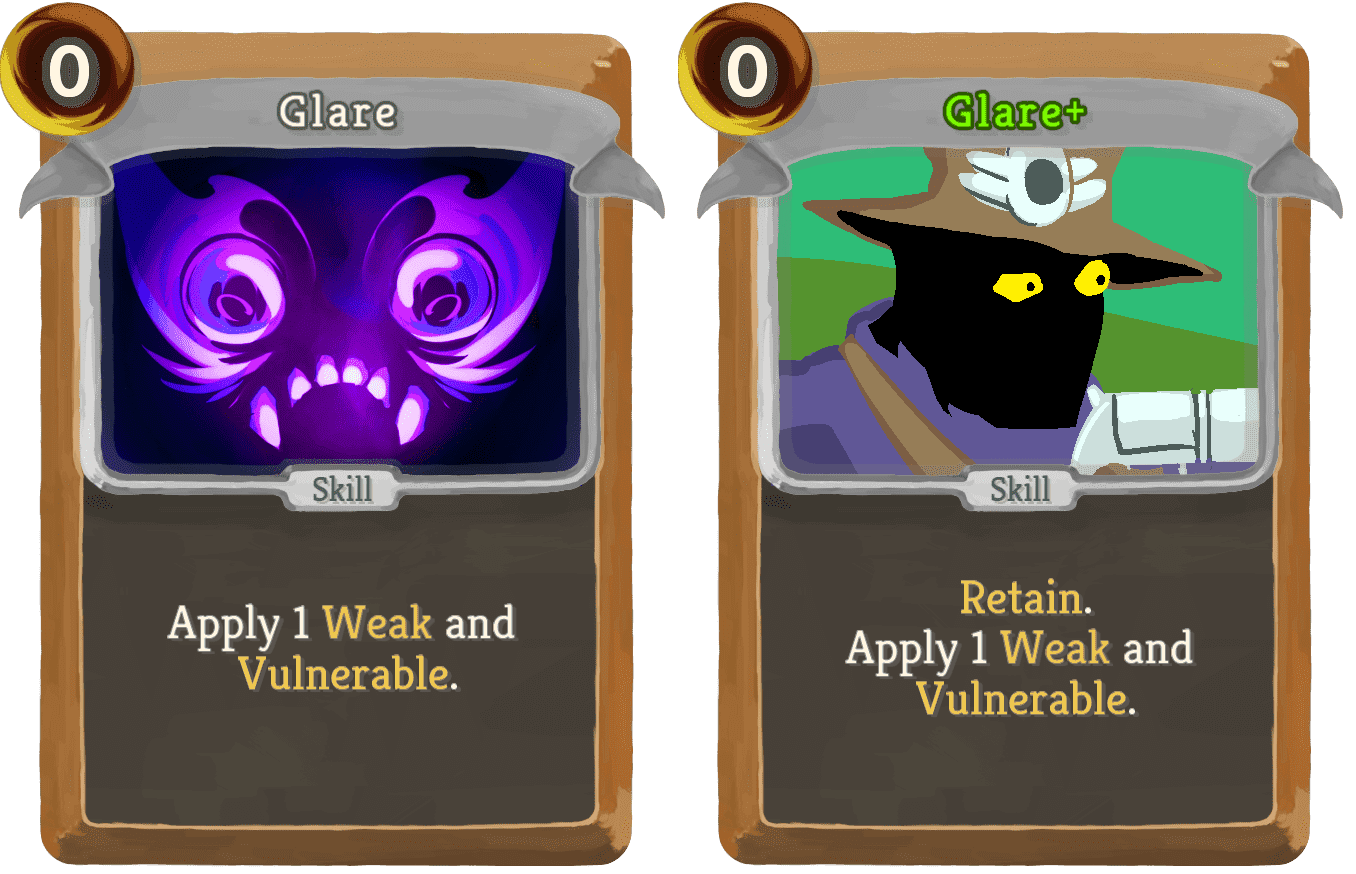 0
Glare
Skill
Apply 1 Weak and
Vulnerable.
0
Glare+
Skill
Retain.
Apply 1 Weak and
Vulnerable.